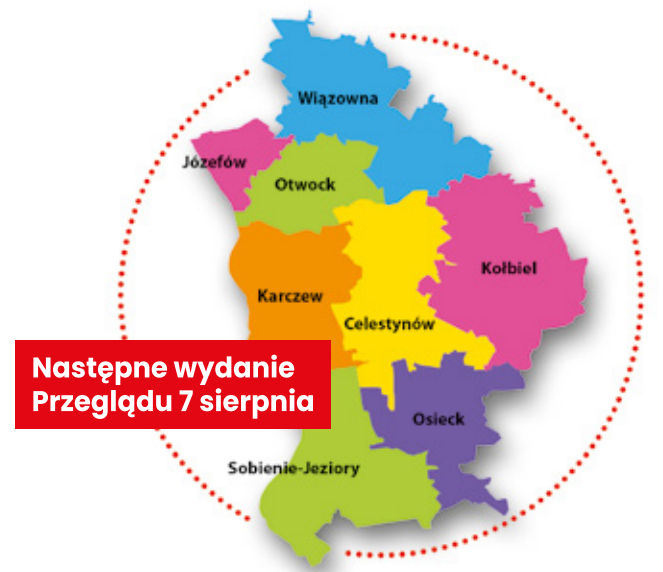 Wiązowna
Józefów
Otwock
Kołbiel
Karczew
Celestynów
Następne wydanie
Przeglądu 7 sierpnia
Osieck
Sobienie-Jeziory